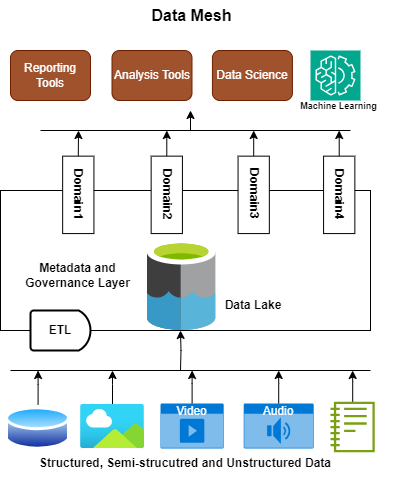 Data Mesh
Reporting
Tools
Analysis Tools
Data Science
Machine Learning
Domain1
Domain2
Domain3
Domain4
Metadata and
Governance Layer
Data Lake
ETL
Video
Audio
Structured, Semi-strucutred and Unstructured Data